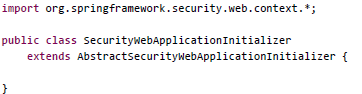 import org.springframework.security.web.context.*;
public class SecurityWebApplicationInitializer
extends AbstractSecurityWebApplicationInitializer {
}